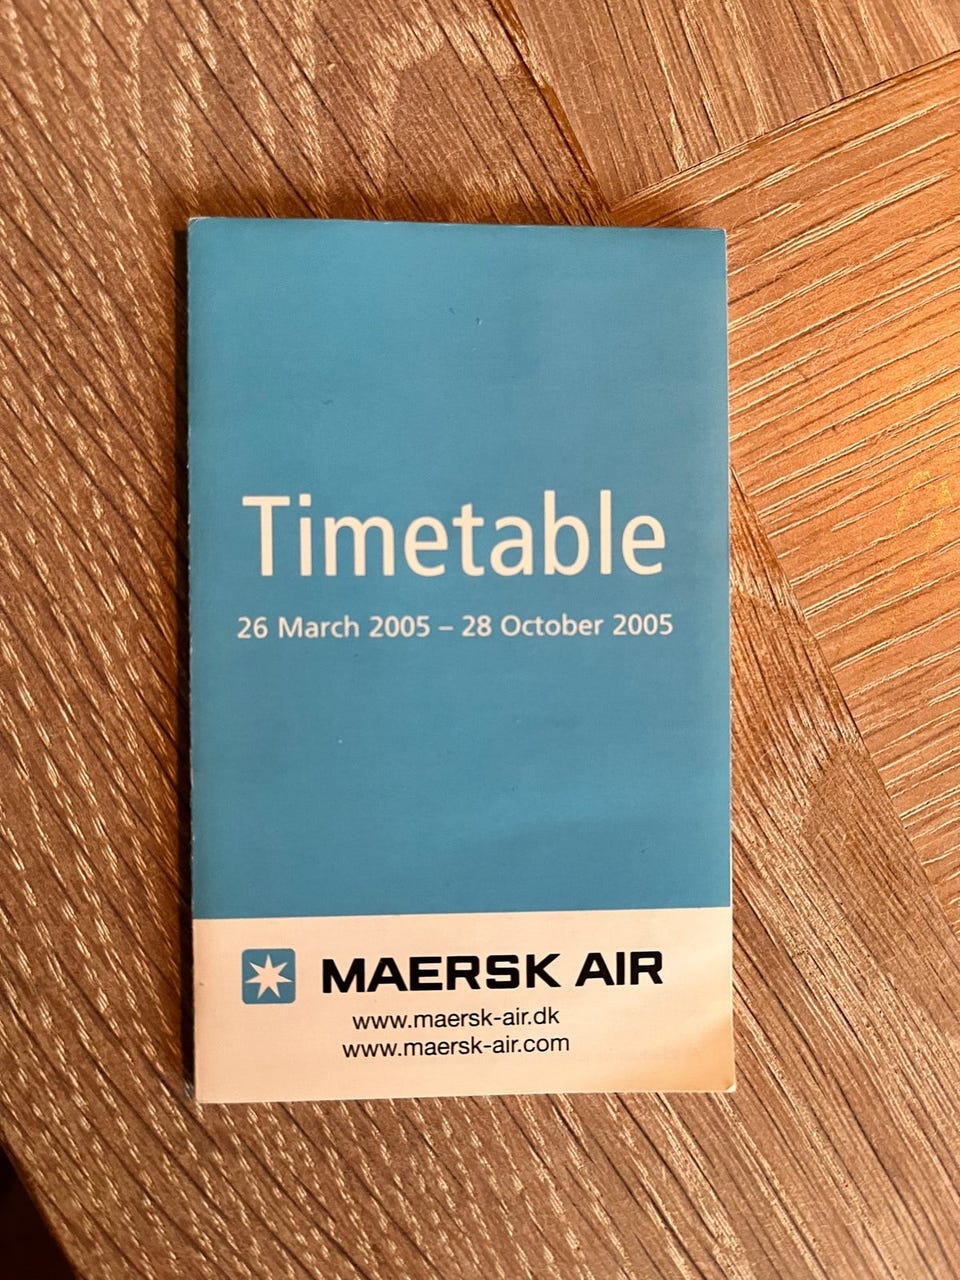 Timetable
26 March 2005 – 28 October 2005
MAERSK AIR
www.maersk-air.dk
www.maersk-air.com